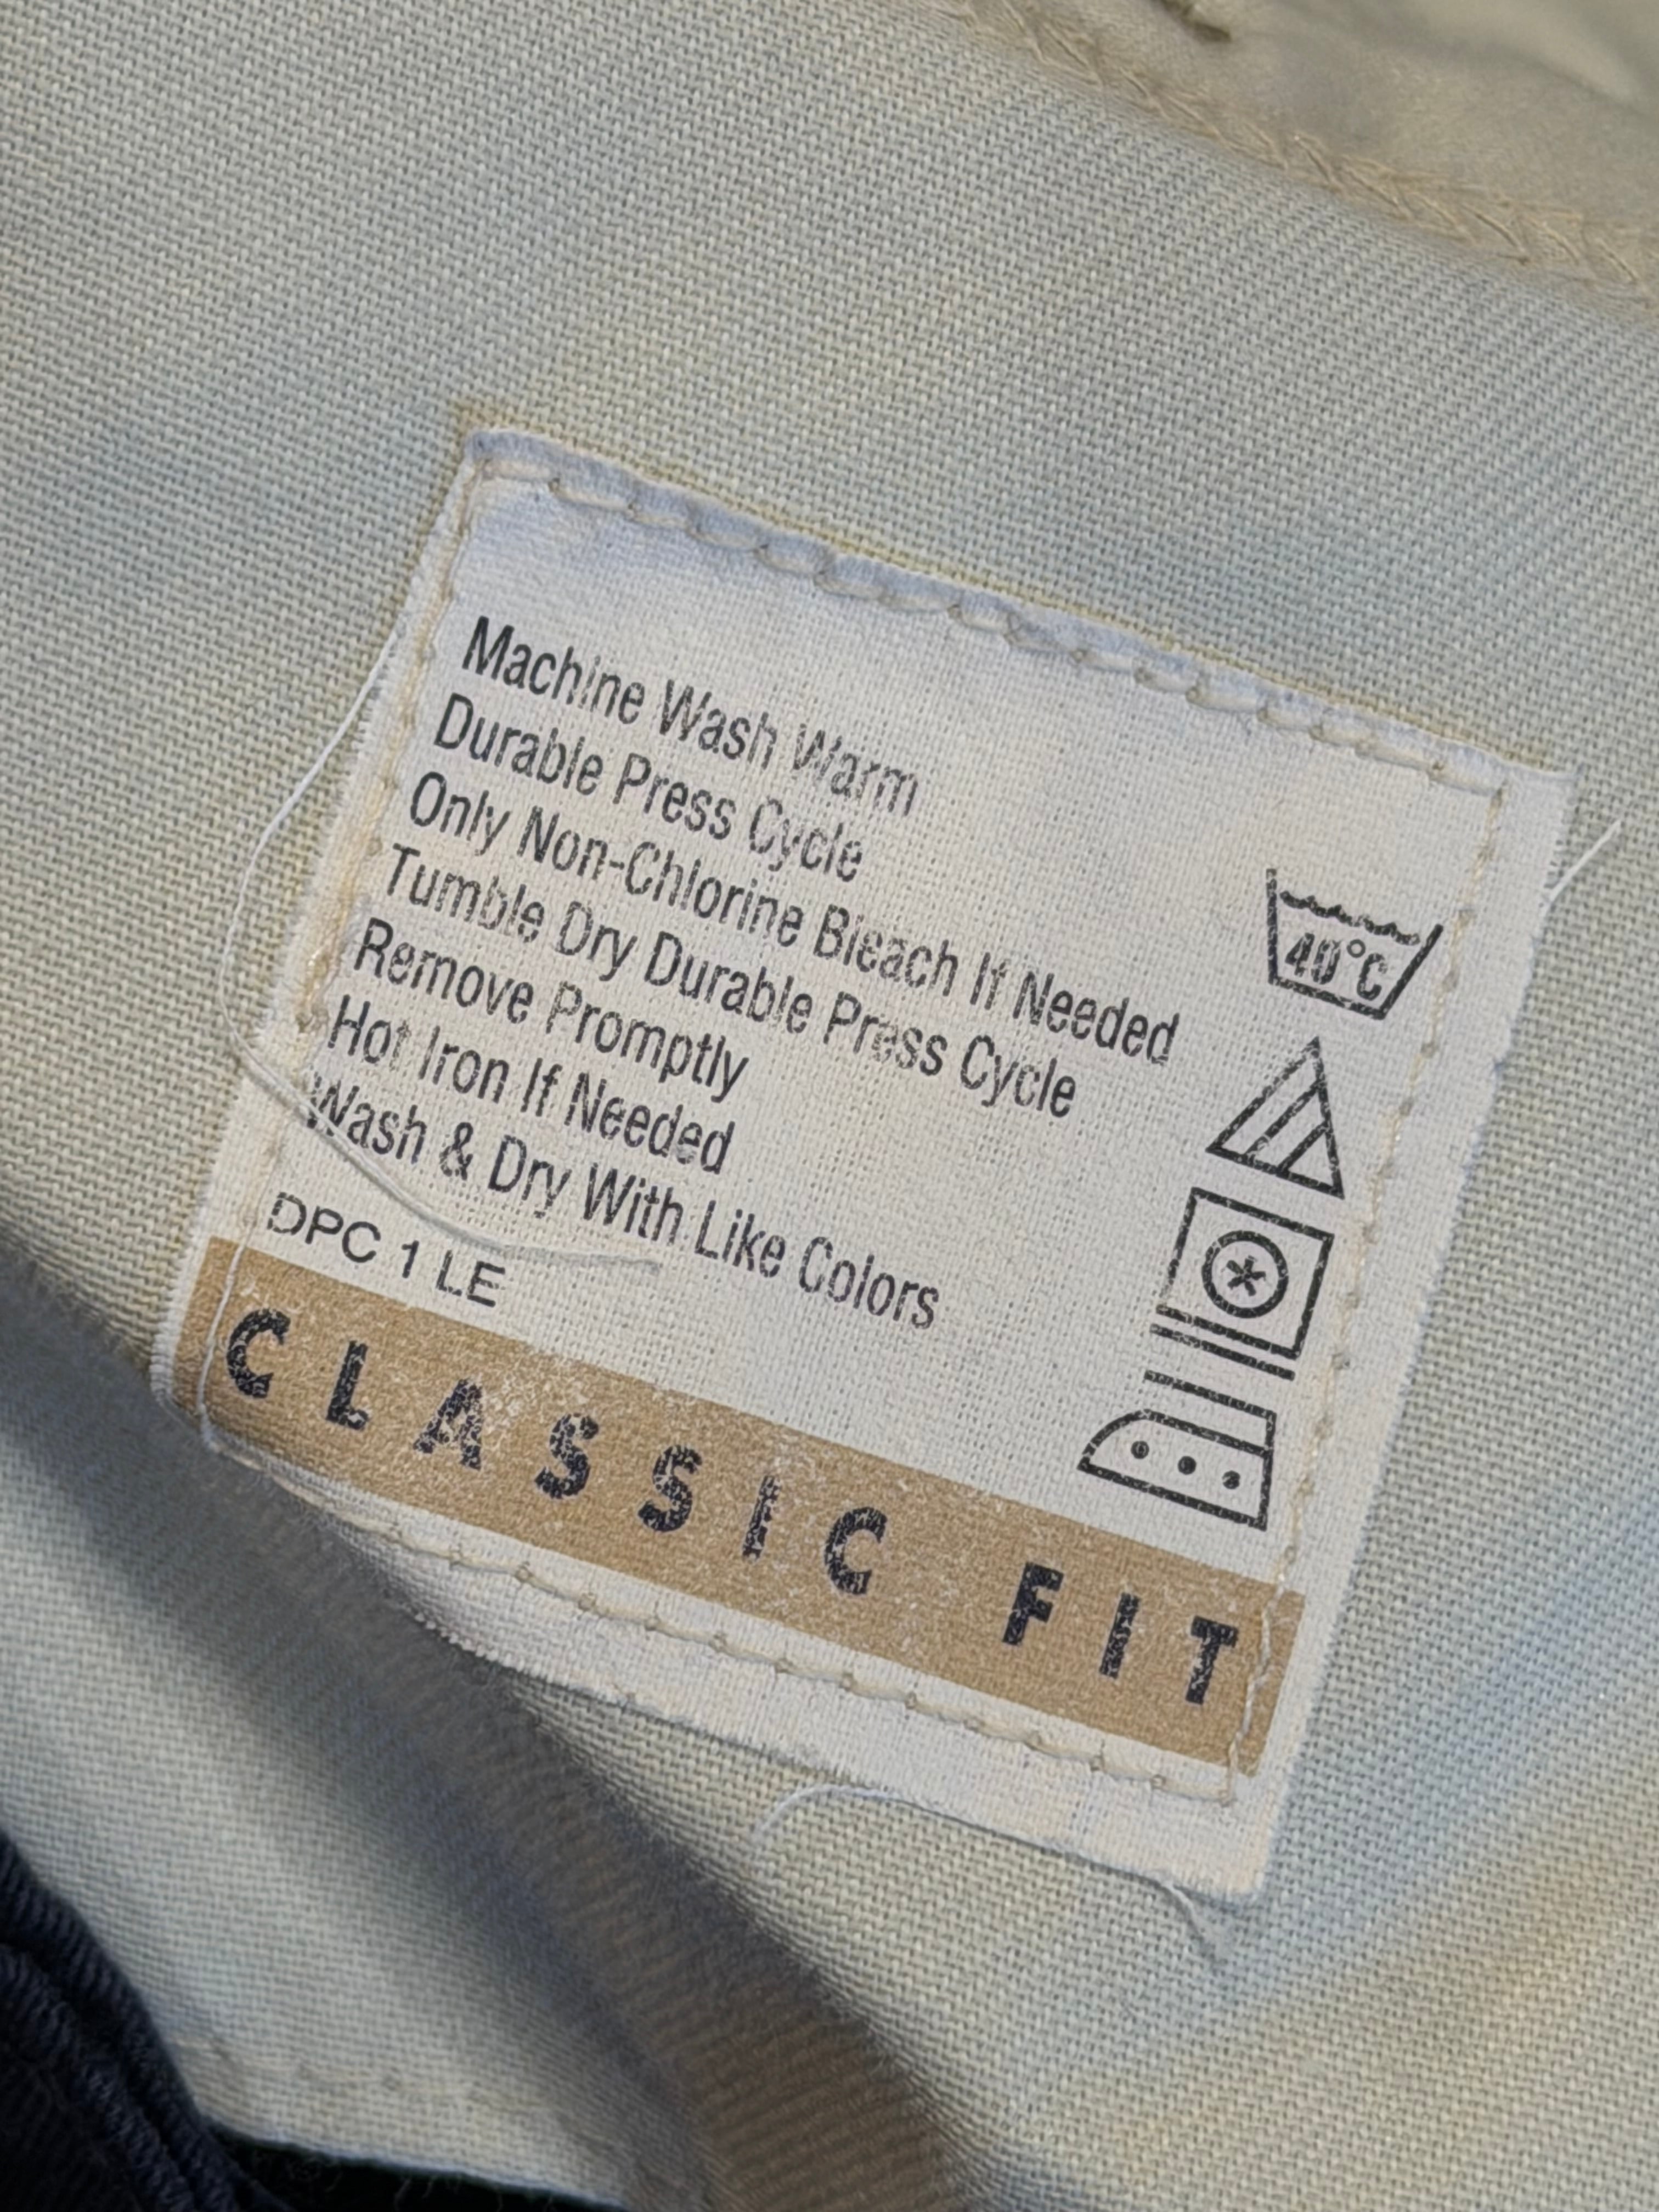 Machine Wash Warm
Durable Press Cycle
Only Non-Chlorine Bleach If Needed
Tumble Dry Durable Press Cycle
Remove Promptly
Hot Iron If Needed
Wash & Dry With Like Colors
DPC 1 LE
40°C
CLASSIC FIT